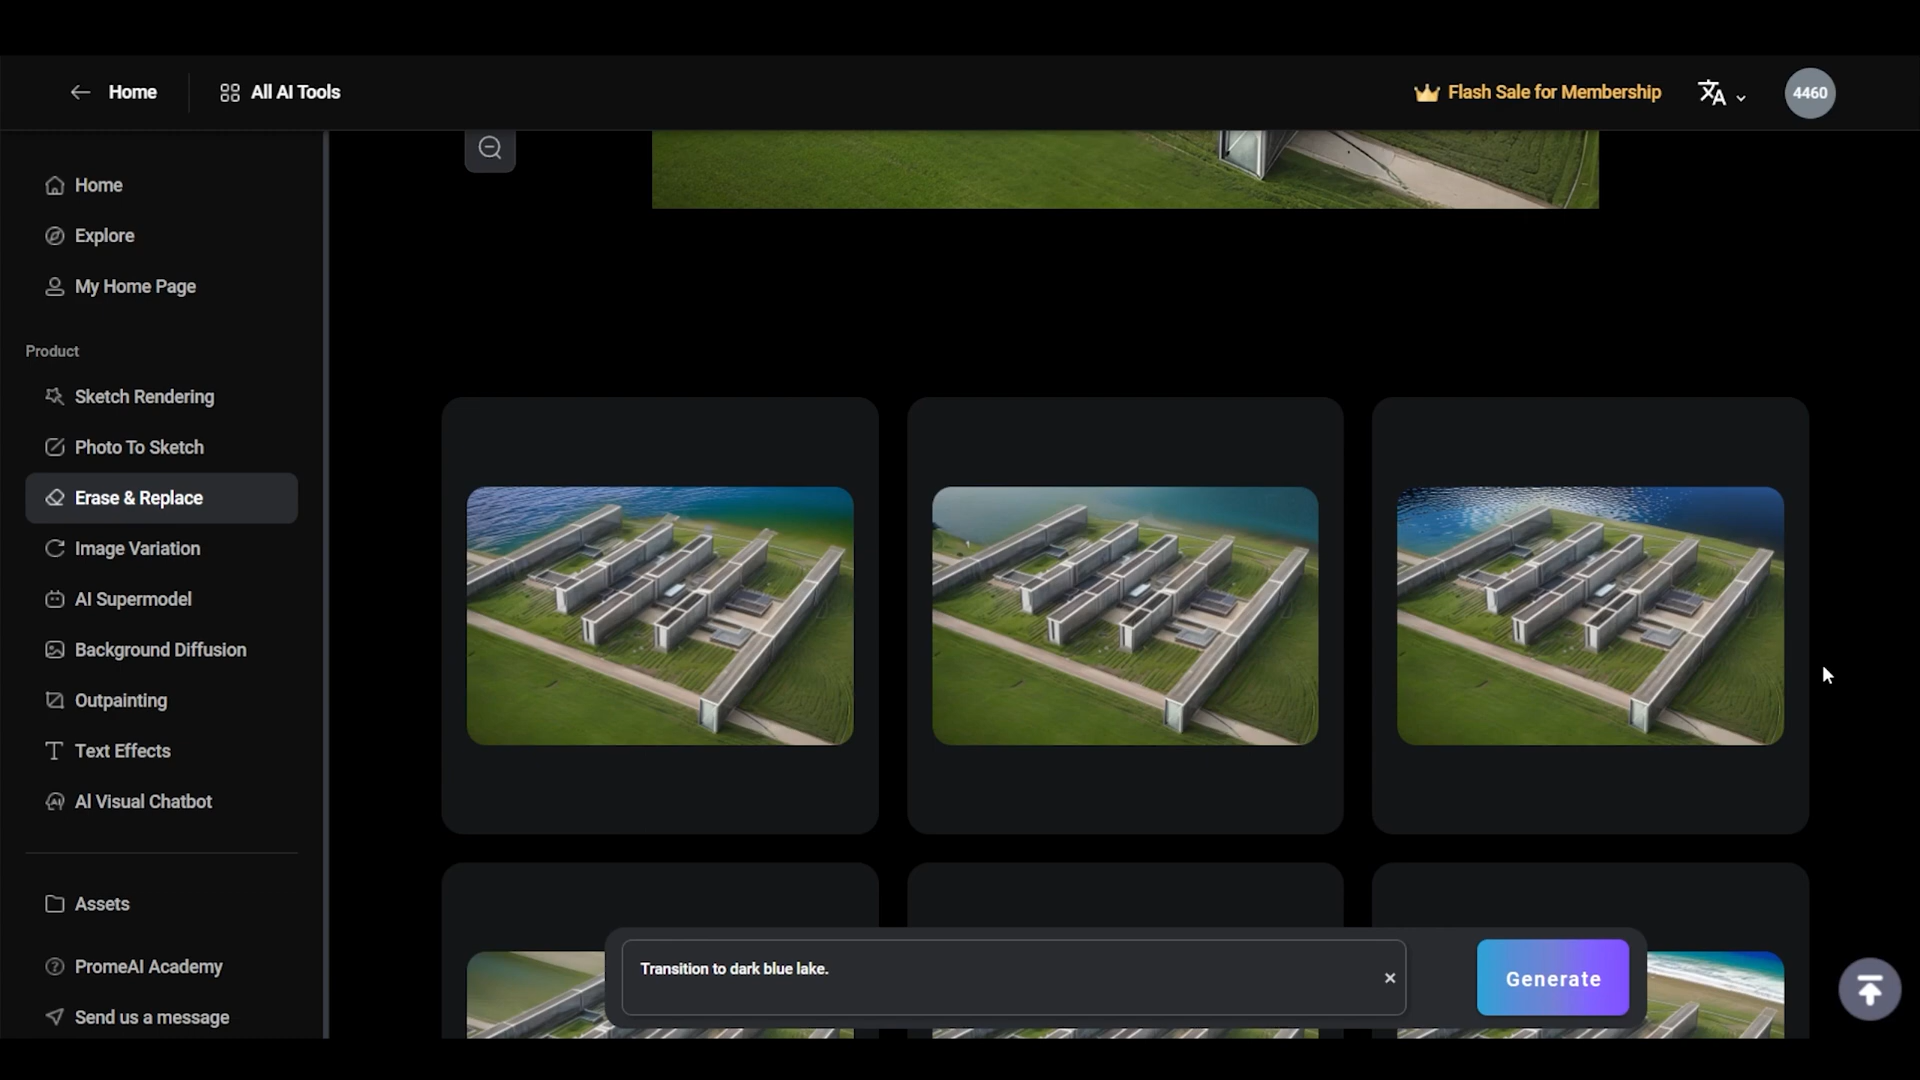 Home
All AI Tools
Flash Sale for Membership
4460
Home
Explore
My Home Page
Product
Sketch Rendering
Photo To Sketch
Erase & Replace
Image Variation
AI Supermodel
Background Diffusion
Outpainting
Text Effects
AI Visual Chatbot
Assets
PromeAI Academy
Send us a message
Transition to dark blue lake.
Generate